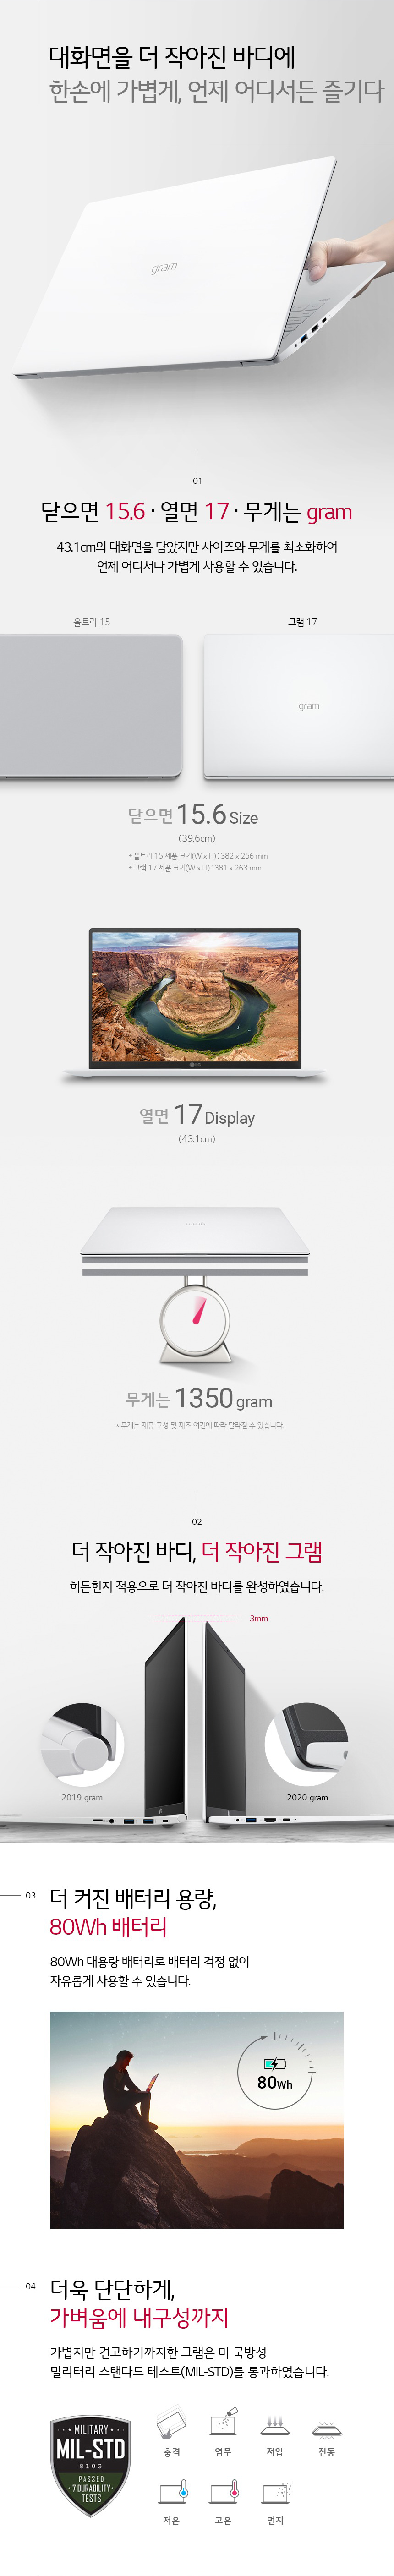 대화면을 더 작아진 바디에
한손에 가볍게, 언제 어디서든 즐기다
gram
01
닫으면 15.6 · 열면 17 · 무게는 gram
43.1cm의 대화면을 담았지만 사이즈와 무게를 최소화하여
언제 어디서나 가볍게 사용할 수 있습니다.
울트라 15
그램 17
gram
닫으면 15.6 Size
(39.6cm)
* 울트라 15 제품 크기(W x H) : 382 x 256 mm
* 그램 17 제품 크기(W x H) : 381 x 263 mm
LG
열면 17 Display
(43.1cm)
무게는 1350 gram
* 무게는 제품 구성 및 제조 여건에 따라 달라질 수 있습니다.
02
더 작아진 바디, 더 작아진 그램
히든힌지 적용으로 더 작아진 바디를 완성하였습니다.
3mm
2019 gram
2020 gram
03
더 커진 배터리 용량,
80Wh 배터리
80Wh 대용량 배터리로 배터리 걱정 없이
자유롭게 사용할 수 있습니다.
80Wh
04
더욱 단단하게,
가벼움에 내구성까지
가볍지만 견고하기까지한 그램은 미 국방성
밀리터리 스탠다드 테스트(MIL-STD)를 통과하였습니다.
MILITARY
MIL-STD
810G
PASSED
7 DURABILITY
TESTS
충격
염무
저압
진동
저온
고온
먼지